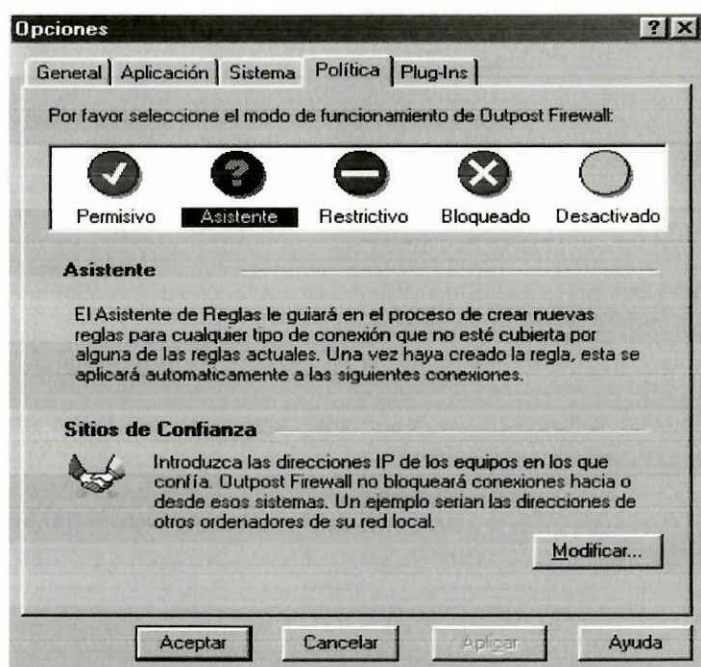 Opciones
General Aplicación Sistema Política Plug-Ins
Por favor seleccione el modo de funcionamiento de Outpost Firewall:
Permisivo Asistente Restrictivo Bloqueado Desactivado
Asistente
El Asistente de Reglas le guiará en el proceso de crear nuevas
reglas para cualquier tipo de conexión que no esté cubierta por
alguna de las reglas actuales. Una vez haya creado la regla, esta se
aplicará automaticamente a las siguientes conexiones.
Sitios de Confianza
Introduzca las direcciones IP de los equipos en los que
confía. Outpost Firewall no bloqueará conexiones hacia o
desde esos sistemas. Un ejemplo serian las direcciones de
otros ordenadores de su red local.
Modificar...
Aceptar Cancelar Aplicar Ayuda